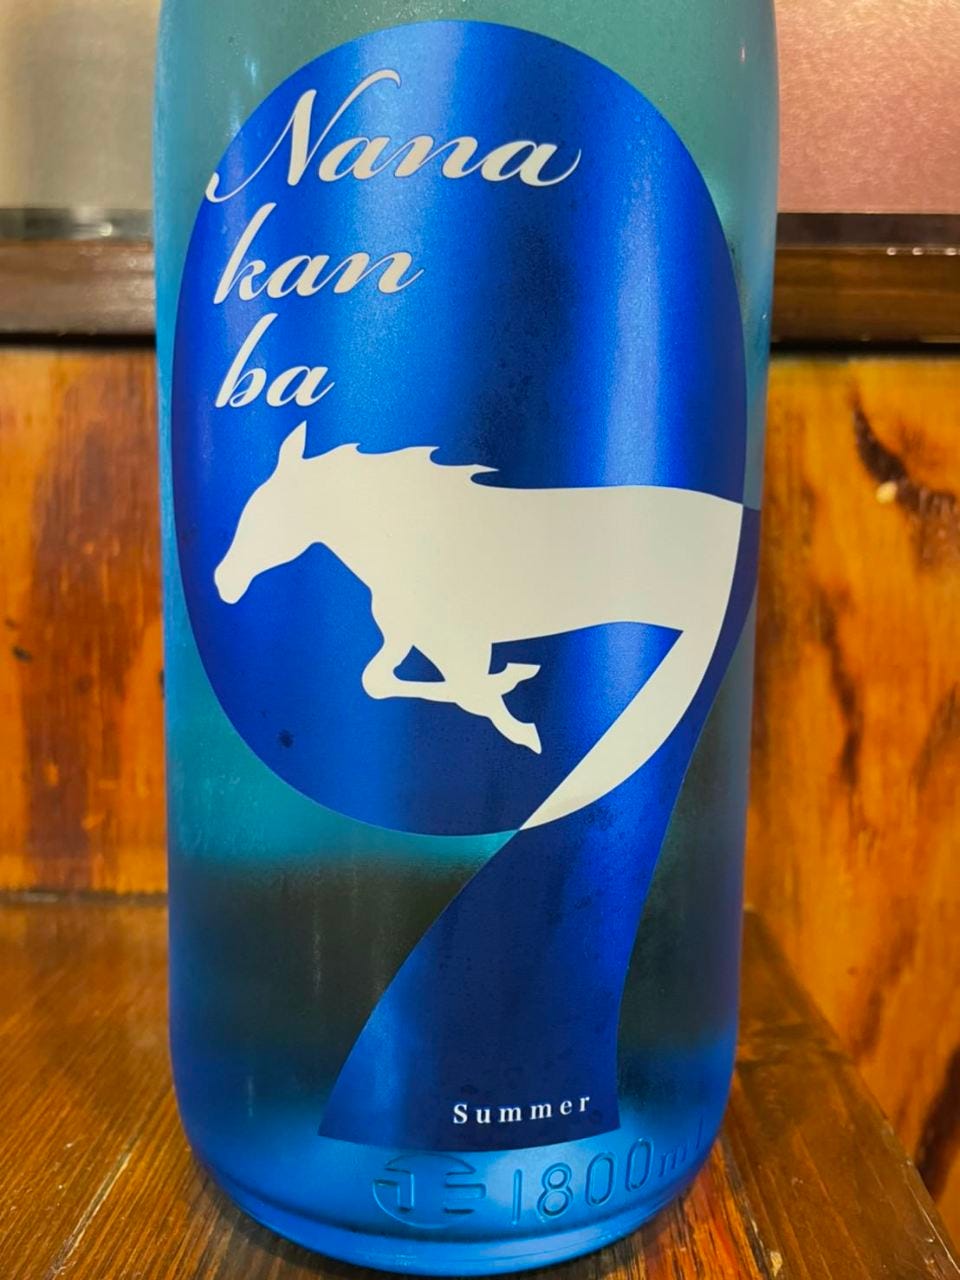 Nana
kan
ba
Summer
1800ml